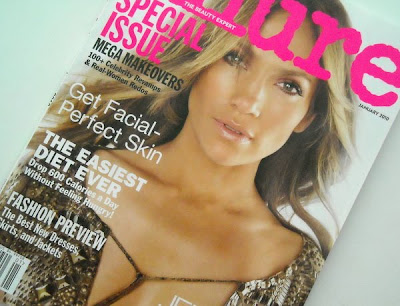 THE BEAUTY EXPERT
lure
SPECIAL
ISSUE
JANUARY 2010
MEGA MAKEOVERS
100+ Celebrity Revamps
& Real-Women Redos
Get Facial-
Perfect Skin
THE EASIEST
DIET EVER
Drop 600 Calories a Day
Without Feeling Hungry!
FASHION PREVIEW
The Best New Dresses,
Skirts, and Jackets